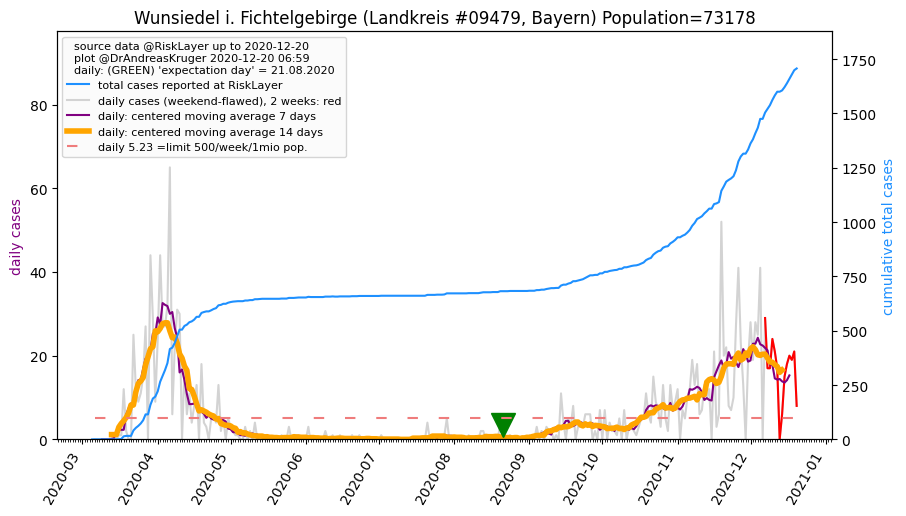 Wunsiedel i. Fichtelgebirge (Landkreis #09479, Bayern) Population=73178
source data @RiskLayer up to 2020-12-20
plot @DrAndreasKruger 2020-12-20 06:59
daily: (GREEN) 'expectation day' = 21.08.2020
total cases reported at RiskLayer
daily cases (weekend-flawed), 2 weeks: red
daily: centered moving average 7 days
daily: centered moving average 14 days
daily 5.23 =limit 500/week/1mio pop.
daily cases
80
60
40
20
0
cumulative total cases
1750
1500
1250
1000
750
500
250
0
2020-03
2020-04
2020-05
2020-06
2020-07
2020-08
2020-09
2020-10
2020-11
2020-12
2021-01